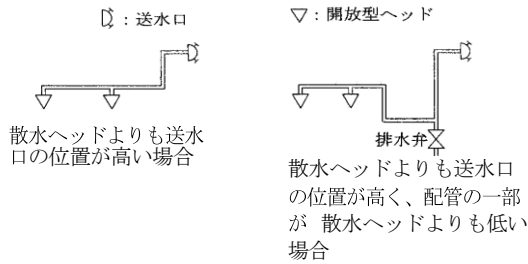 ：送水口
：開放型ヘッド
散水ヘッドよりも送水
口の位置が高い場合
排水弁
散水ヘッドよりも送水口
の位置が高く、配管の一部
が 散水ヘッドよりも低い
場合